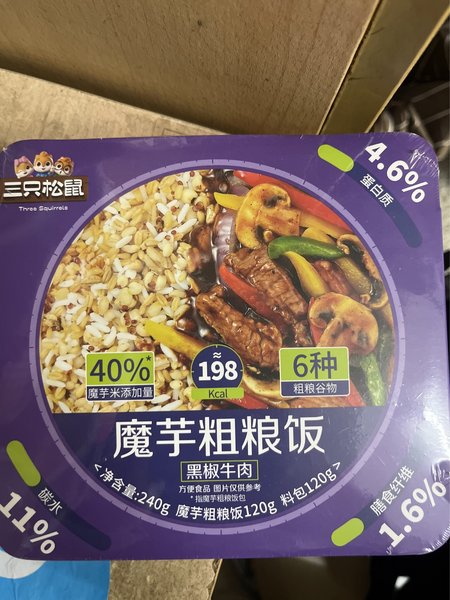 三只松鼠
Three Squirrels
4.6%
蛋白质
40%*
魔芋米添加量
≈
198
Kcal
6种
粗粮谷物
魔芋粗粮饭
黑椒牛肉
<净含量:240g 魔芋粗粮饭120g 料包120g>
方便食品 图片仅供参考
*指魔芋粗粮饭包
碳水
11%
膳食纤维
1.6%